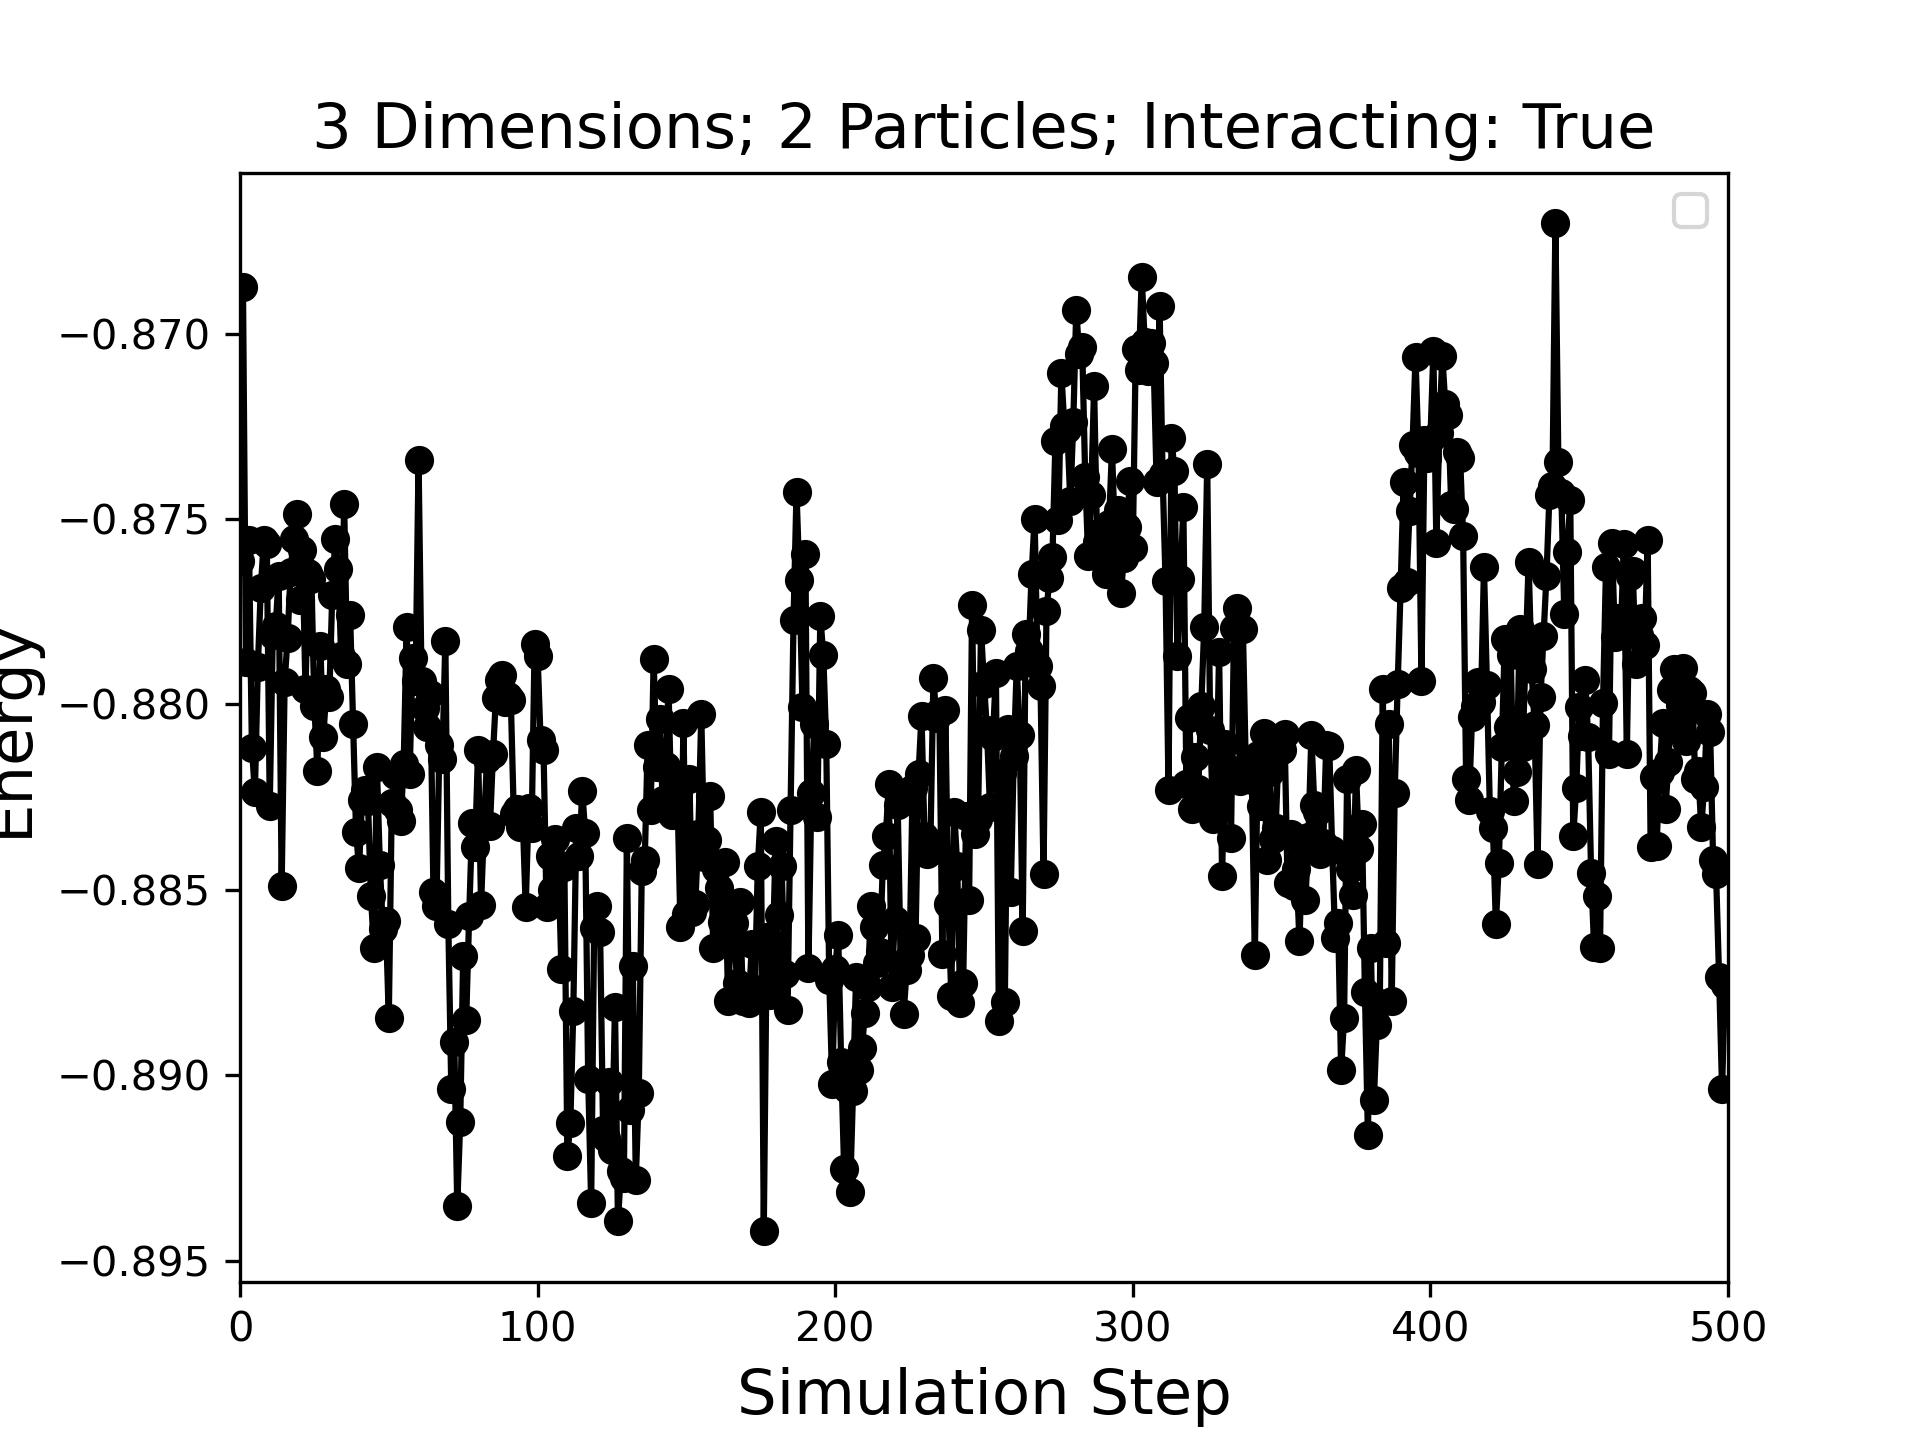 3 Dimensions; 2 Particles; Interacting: True
Energy
−0.870
−0.875
−0.880
−0.885
−0.890
−0.895
0 100 200 300 400 500
Simulation Step